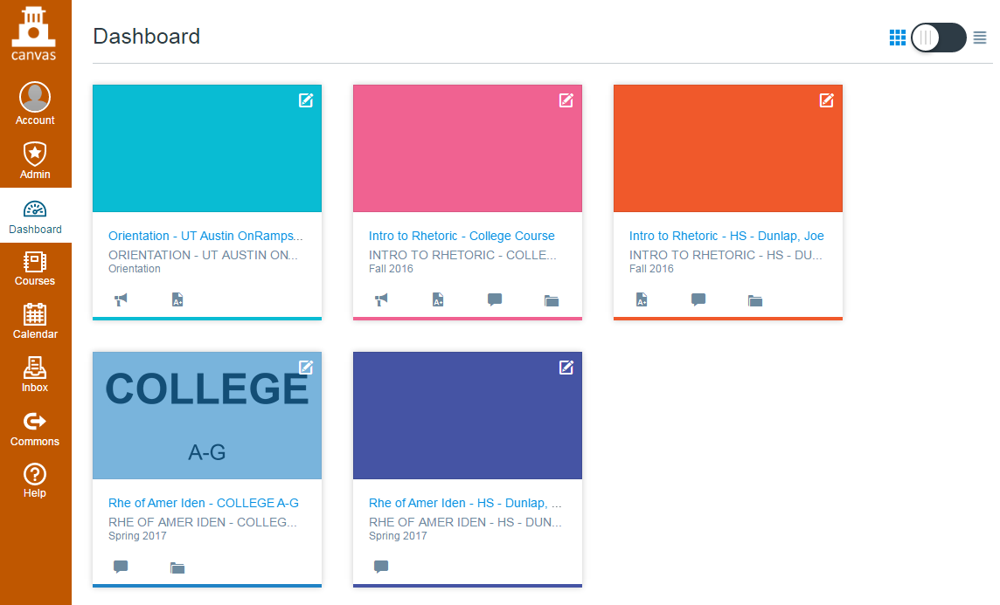 canvas
Account
Admin
Dashboard
Courses
Calendar
Inbox
Commons
Help
Dashboard
Orientation - UT Austin OnRamps...
ORIENTATION - UT AUSTIN ON...
Orientation
Intro to Rhetoric - College Course
INTRO TO RHETORIC - COLLE...
Fall 2016
Intro to Rhetoric - HS - Dunlap, Joe
INTRO TO RHETORIC - HS - DU...
Fall 2016
COLLEGE
A-G
Rhe of Amer Iden - COLLEGE A-G
RHE OF AMER IDEN - COLLEG...
Spring 2017
Rhe of Amer Iden - HS - Dunlap, ...
RHE OF AMER IDEN - HS - DUN...
Spring 2017